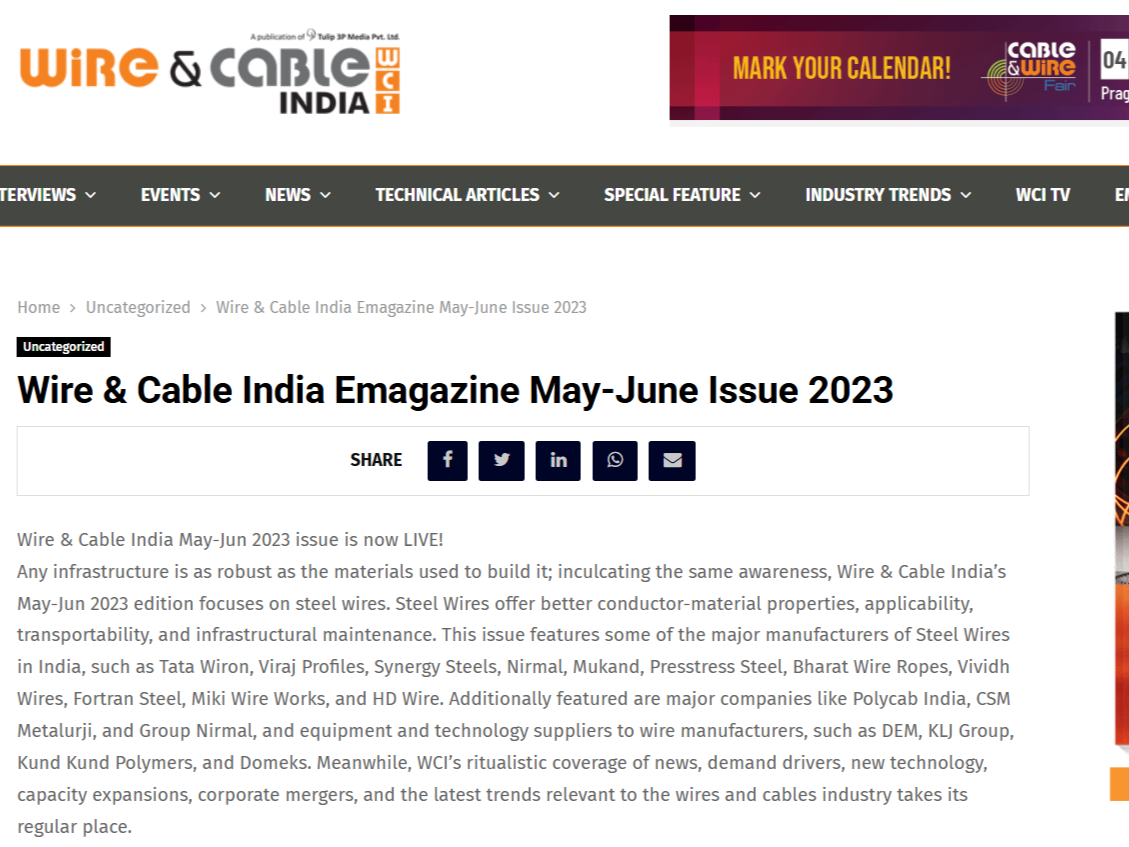 A publication of Tulip 3P Media Pvt. Ltd.
WiRE & CABLE
INDIA
WCI
MARK YOUR CALENDAR!
CABLE
&WiRE
Fair
04
Prag
TERVIEWS
EVENTS
NEWS
TECHNICAL ARTICLES
SPECIAL FEATURE
INDUSTRY TRENDS
WCI TV
EM
Home > Uncategorized > Wire & Cable India Emagazine May-June Issue 2023
Uncategorized
Wire & Cable India Emagazine May-June Issue 2023
SHARE
Wire & Cable India May-Jun 2023 issue is now LIVE!
Any infrastructure is as robust as the materials used to build it; inculcating the same awareness, Wire & Cable India’s
May-Jun 2023 edition focuses on steel wires. Steel Wires offer better conductor-material properties, applicability,
transportability, and infrastructural maintenance. This issue features some of the major manufacturers of Steel Wires
in India, such as Tata Wiron, Viraj Profiles, Synergy Steels, Nirmal, Mukand, Presstress Steel, Bharat Wire Ropes, Vividh
Wires, Fortran Steel, Miki Wire Works, and HD Wire. Additionally featured are major companies like Polycab India, CSM
Metalurji, and Group Nirmal, and equipment and technology suppliers to wire manufacturers, such as DEM, KLJ Group,
Kund Kund Polymers, and Domeks. Meanwhile, WCI’s ritualistic coverage of news, demand drivers, new technology,
capacity expansions, corporate mergers, and the latest trends relevant to the wires and cables industry takes its
regular place.